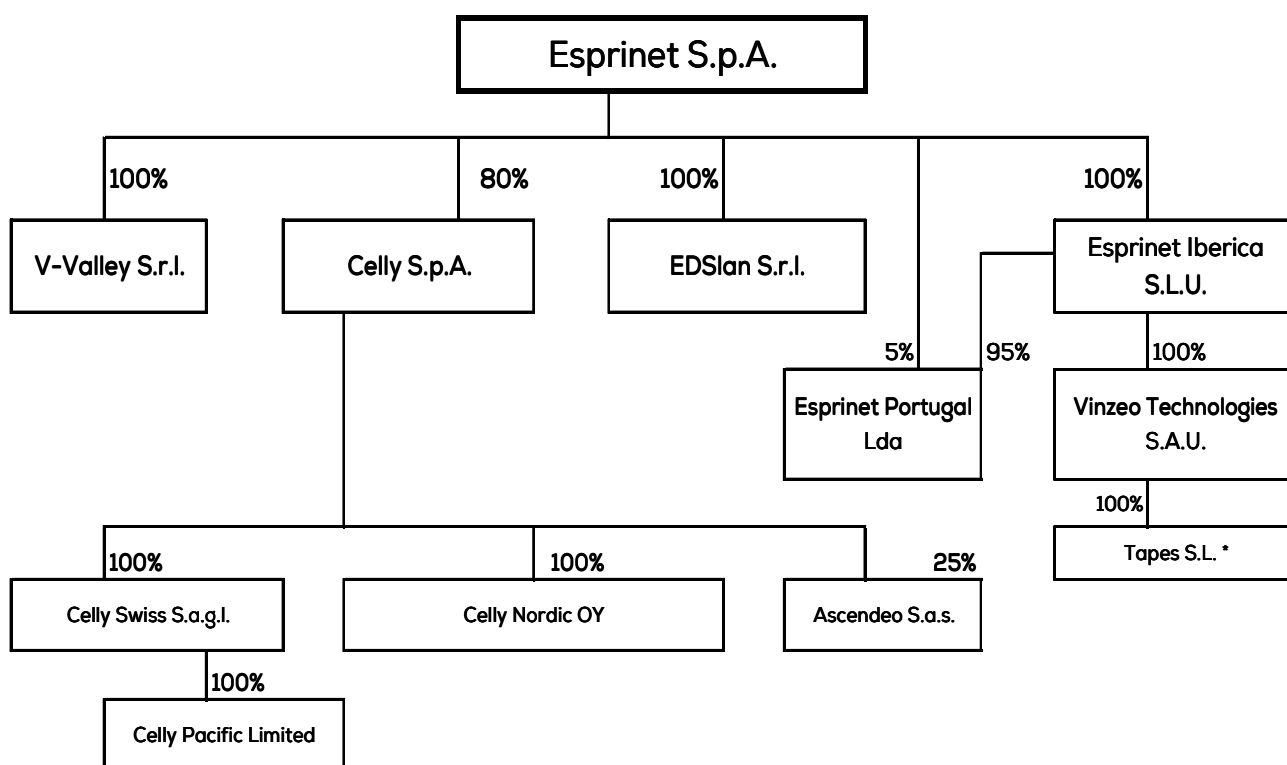 Esprinet S.p.A.
100%
80%
100%
100%
V-Valley S.r.l.
Celly S.p.A.
EDSlan S.r.l.
Esprinet Iberica
S.L.U.
5%
95%
100%
Esprinet Portugal
Lda
Vinzeo Technologies
S.A.U.
100%
Tapes S.L. *
100%
100%
25%
Celly Swiss S.a.g.l.
Celly Nordic OY
Ascendeo S.a.s.
100%
Celly Pacific Limited